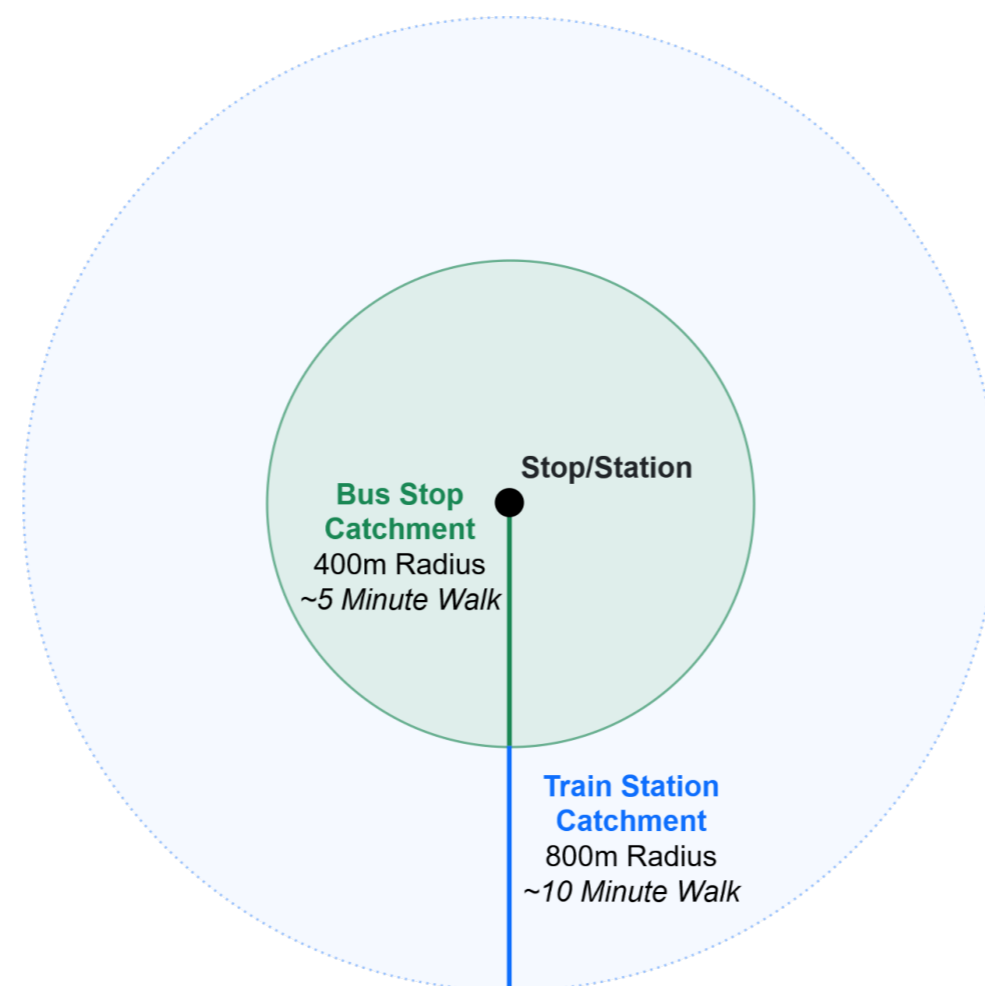 Stop/Station
Bus Stop
Catchment
400m Radius
~5 Minute Walk
Train Station
Catchment
800m Radius
~10 Minute Walk